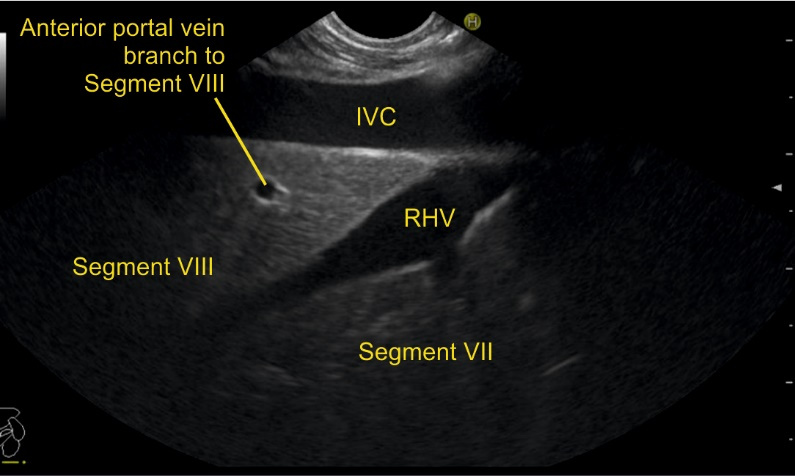 Anterior portal vein
branch to
Segment VIII
H
IVC
RHV
Segment VIII
Segment VII